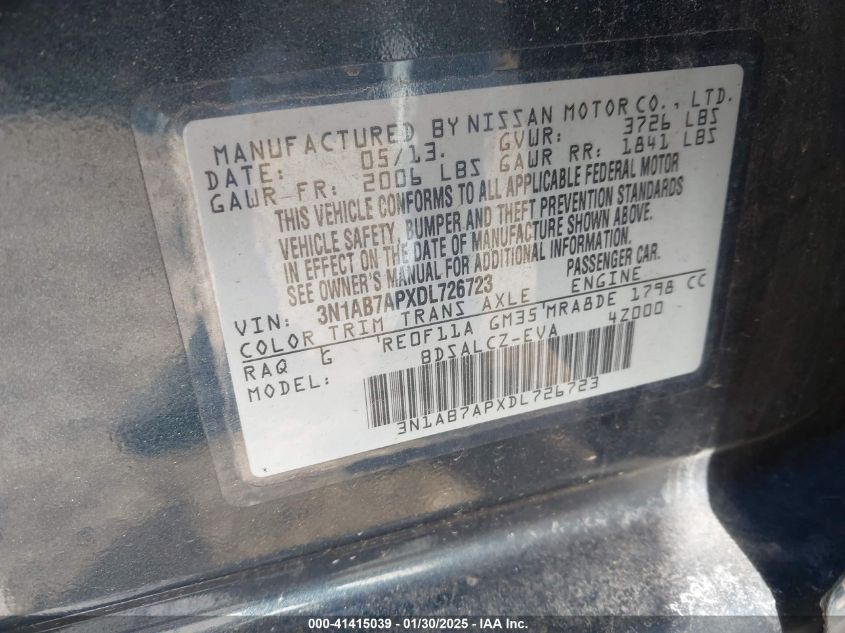 MANUFACTURED BY NISSAN MOTOR CO., LTD.
DATE: 05/13. GVWR: 3726 LBS
GAWR FR: 2006 LBS GAWR RR: 1841 LBS
THIS VEHICLE CONFORMS TO ALL APPLICABLE FEDERAL MOTOR
VEHICLE SAFETY, BUMPER AND THEFT PREVENTION STANDARDS
IN EFFECT ON THE DATE OF MANUFACTURE SHOWN ABOVE.
SEE OWNER'S MANUAL FOR ADDITIONAL INFORMATION.
VIN: 3N1AB7APXDL726723 PASSENGER CAR.
COLOR TRIM TRANS AXLE ENGINE
RAQ G RE0F11A GM35 MRA8DE 1798 CC
MODEL: BDSALCZ-EVA 4Z000
3N1AB7APXDL726723
000-41415039 - 01/30/2025 - IAA, Inc.